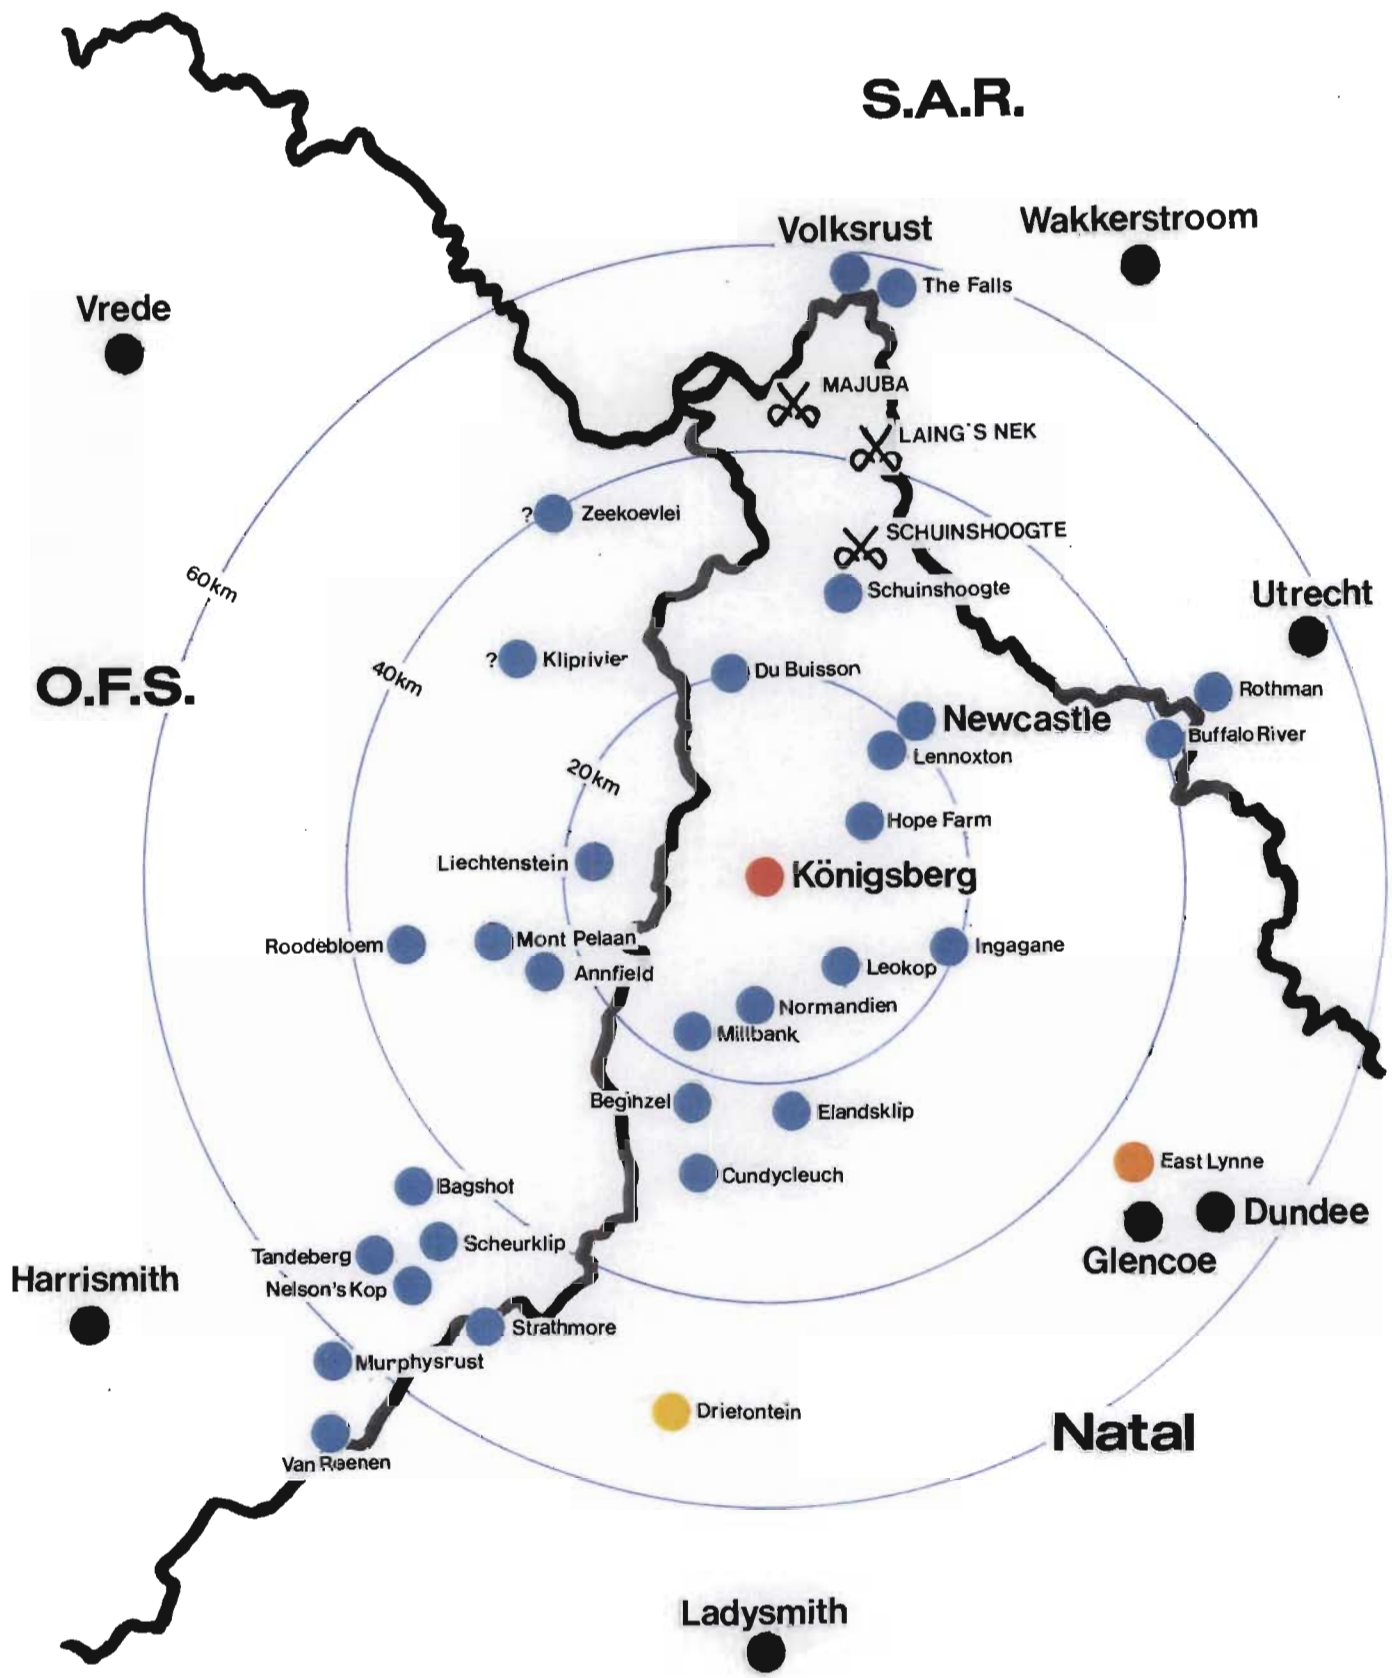 S.A.R.
Wakkerstroom
Volksrust
The Falls
Vrede
MAJUBA
LAING'S NEK
? Zeekoevlei
SCHUINSHOOGTE
60km
Schuinshoogte
Utrecht
? Kliprivier
Du Buisson
40km
O.F.S.
Rothman
Newcastle
Buffalo River
Lennoxton
20km
Hope Farm
Liechtenstein
Königsberg
Roodebloem
Mont Pelaan
Ingagane
Annfield
Leokop
Normandien
Millbank
Beginzel
Elandsklip
East Lynne
Cundycleuch
Bagshot
Dundee
Scheurklip
Tandeberg
Glencoe
Harrismith
Nelson's Kop
Strathmore
Murphysrust
Drietontein
Natal
Van Reenen
Ladysmith